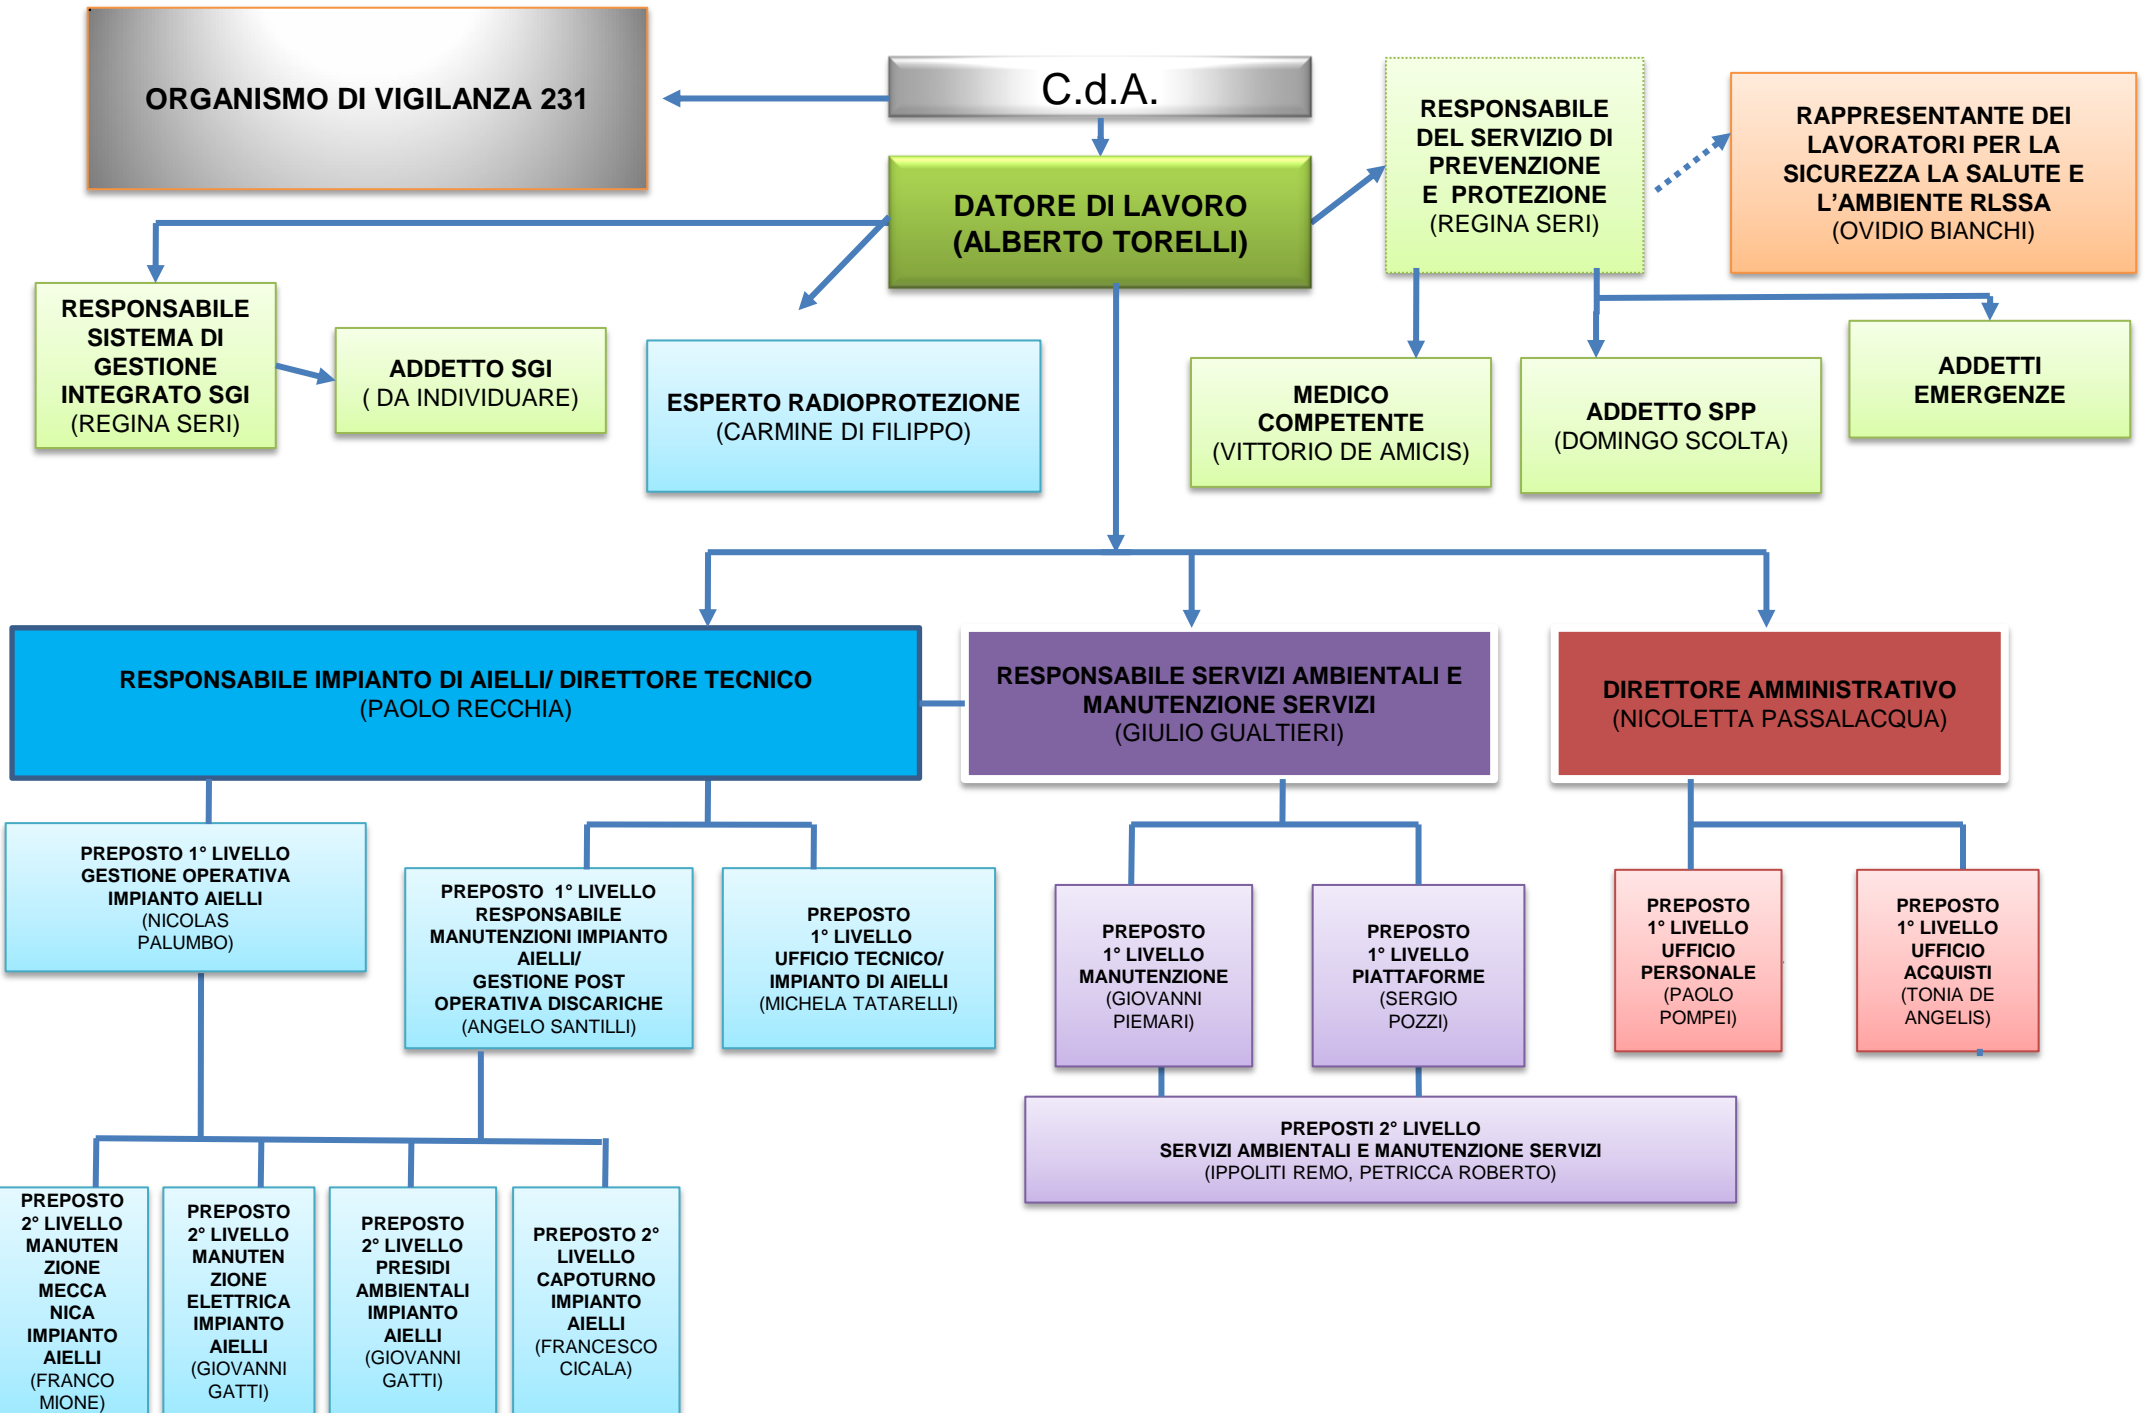 ORGANISMO DI VIGILANZA 231
C.d.A.
RESPONSABILE
DEL SERVIZIO DI
PREVENZIONE
E PROTEZIONE
(REGINA SERI)
RAPPRESENTANTE DEI
LAVORATORI PER LA
SICUREZZA LA SALUTE E
L'AMBIENTE RLSSA
(OVIDIO BIANCHI)
DATORE DI LAVORO
(ALBERTO TORELLI)
RESPONSABILE
SISTEMA DI
GESTIONE
INTEGRATO SGI
(REGINA SERI)
ADDETTO SGI
( DA INDIVIDUARE)
ESPERTO RADIOPROTEZIONE
(CARMINE DI FILIPPO)
MEDICO
COMPETENTE
(VITTORIO DE AMICIS)
ADDETTO SPP
(DOMINGO SCOLTA)
ADDETTI
EMERGENZE
RESPONSABILE IMPIANTO DI AIELLI/ DIRETTORE TECNICO
(PAOLO RECCHIA)
RESPONSABILE SERVIZI AMBIENTALI E
MANUTENZIONE SERVIZI
(GIULIO GUALTIERI)
DIRETTORE AMMINISTRATIVO
(NICOLETTA PASSALACQUA)
PREPOSTO 1° LIVELLO
GESTIONE OPERATIVA
IMPIANTO AIELLI
(NICOLAS
PALUMBO)
PREPOSTO 1° LIVELLO
RESPONSABILE
MANUTENZIONI IMPIANTO
AIELLI/
GESTIONE POST
OPERATIVA DISCARICHE
(ANGELO SANTILLI)
PREPOSTO
1° LIVELLO
UFFICIO TECNICO/
IMPIANTO DI AIELLI
(MICHELA TATARELLI)
PREPOSTO
1° LIVELLO
MANUTENZIONE
(GIOVANNI
PIEMARI)
PREPOSTO
1° LIVELLO
PIATTAFORME
(SERGIO
POZZI)
PREPOSTO
1° LIVELLO
UFFICIO
PERSONALE
(PAOLO
POMPEI)
PREPOSTO
1° LIVELLO
UFFICIO
ACQUISTI
(TONIA DE
ANGELIS)
PREPOSTI 2° LIVELLO
SERVIZI AMBIENTALI E MANUTENZIONE SERVIZI
(IPPOLITI REMO, PETRICCA ROBERTO)
PREPOSTO
2° LIVELLO
MANUTEN
ZIONE
MECCA
NICA
IMPIANTO
AIELLI
(FRANCO
MIONE)
PREPOSTO
2° LIVELLO
MANUTEN
ZIONE
ELETTRICA
IMPIANTO
AIELLI
(GIOVANNI
GATTI)
PREPOSTO
2° LIVELLO
PRESIDI
AMBIENTALI
IMPIANTO
AIELLI
(GIOVANNI
GATTI)
PREPOSTO 2°
LIVELLO
CAPOTURNO
IMPIANTO
AIELLI
(FRANCESCO
CICALA)